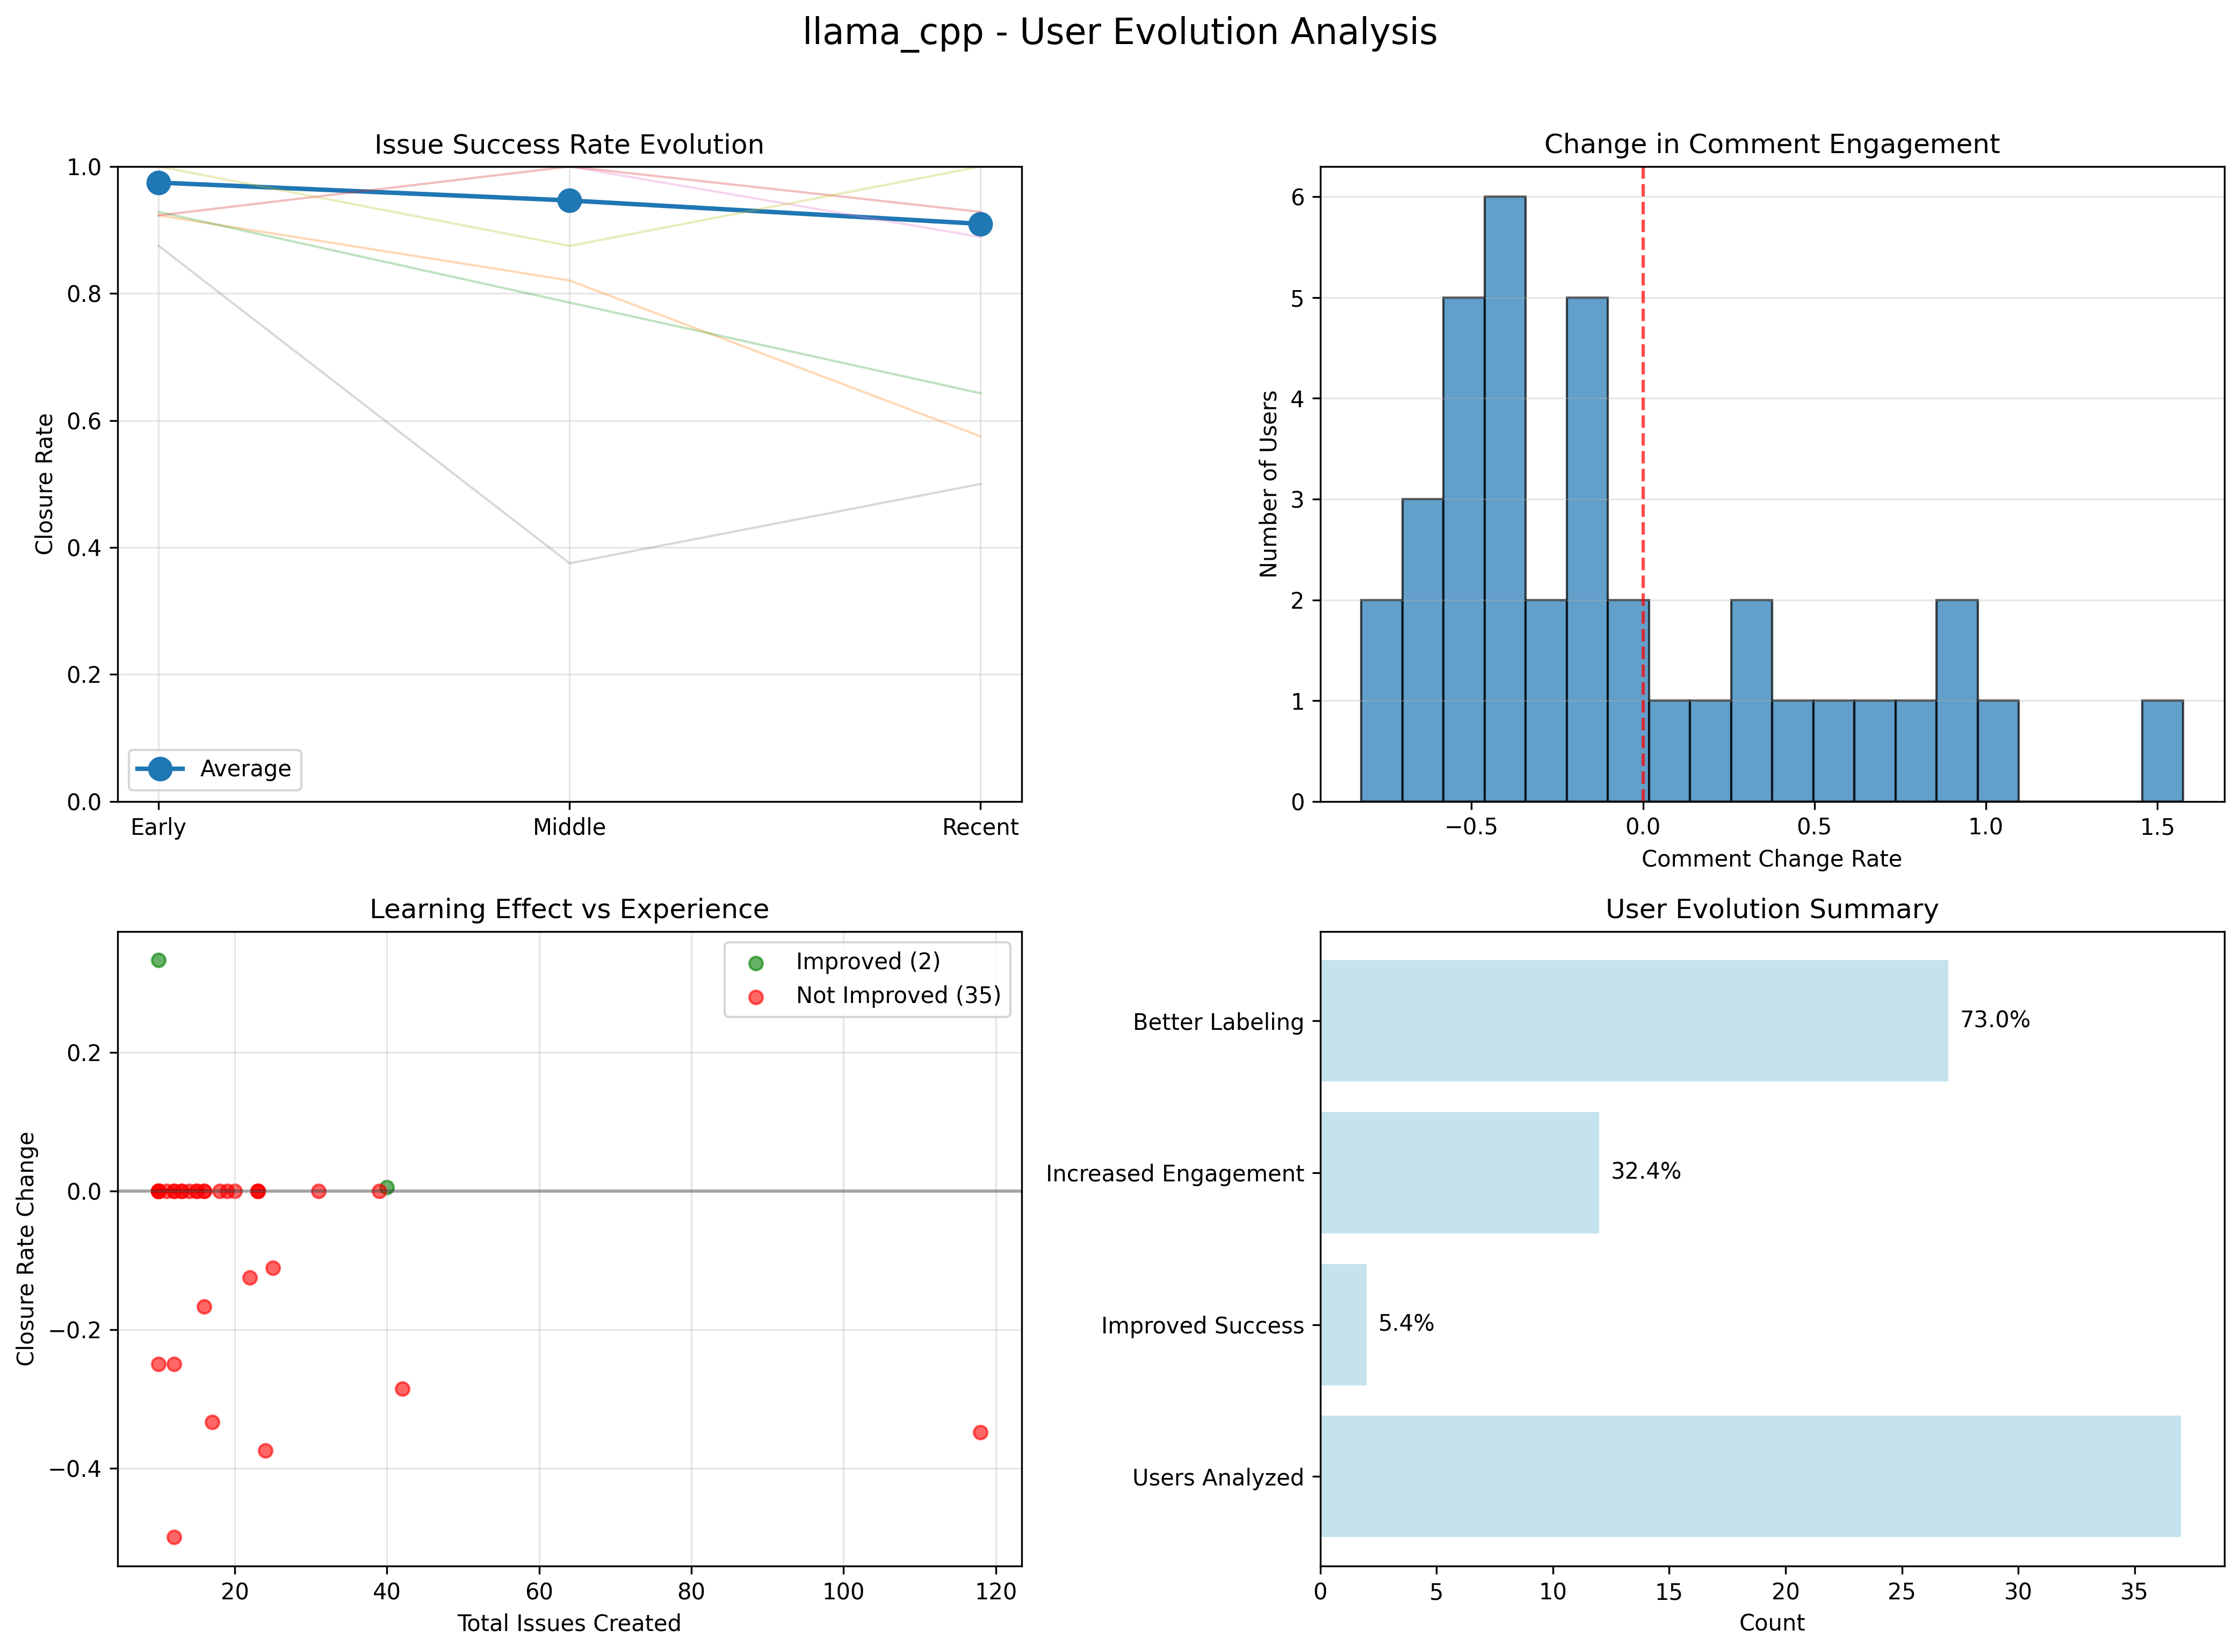 llama_cpp - User Evolution Analysis
Issue Success Rate Evolution
Closure Rate
1.0
0.8
0.6
0.4
0.2
0.0
Average
Early Middle Recent
Change in Comment Engagement
Number of Users
6
5
4
3
2
1
0
−0.5 0.0 0.5 1.0 1.5
Comment Change Rate
Learning Effect vs Experience
Closure Rate Change
Improved (2)
Not Improved (35)
0.2
0.0
−0.2
−0.4
20 40 60 80 100 120
Total Issues Created
User Evolution Summary
Better Labeling 73.0%
Increased Engagement 32.4%
Improved Success 5.4%
Users Analyzed
0 5 10 15 20 25 30 35
Count